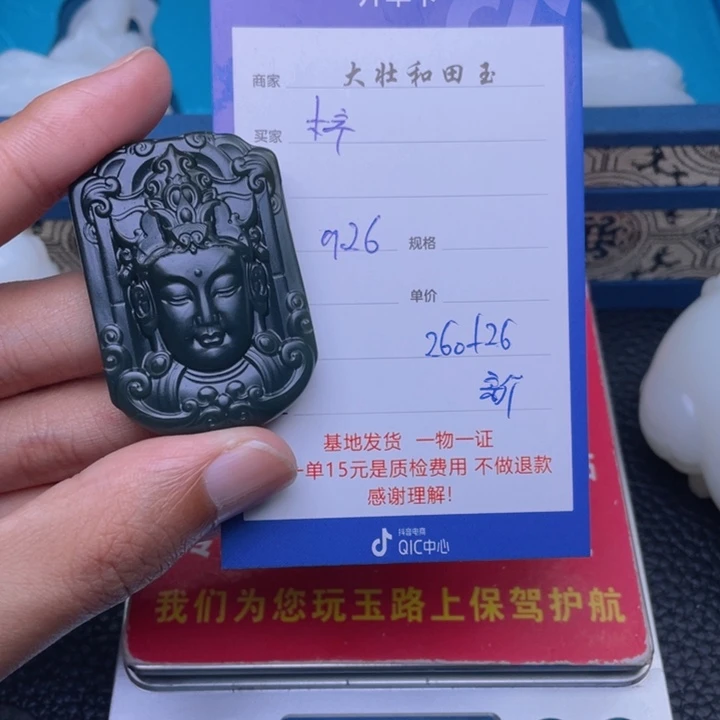 商家 大壮和田玉
买家 梓
926 规格
单价
260+26
新
基地发货 一物一证
一单15元是质检费用 不做退款
感谢理解!
抖音电商
QIC中心
我们为您玩玉路上保驾护航